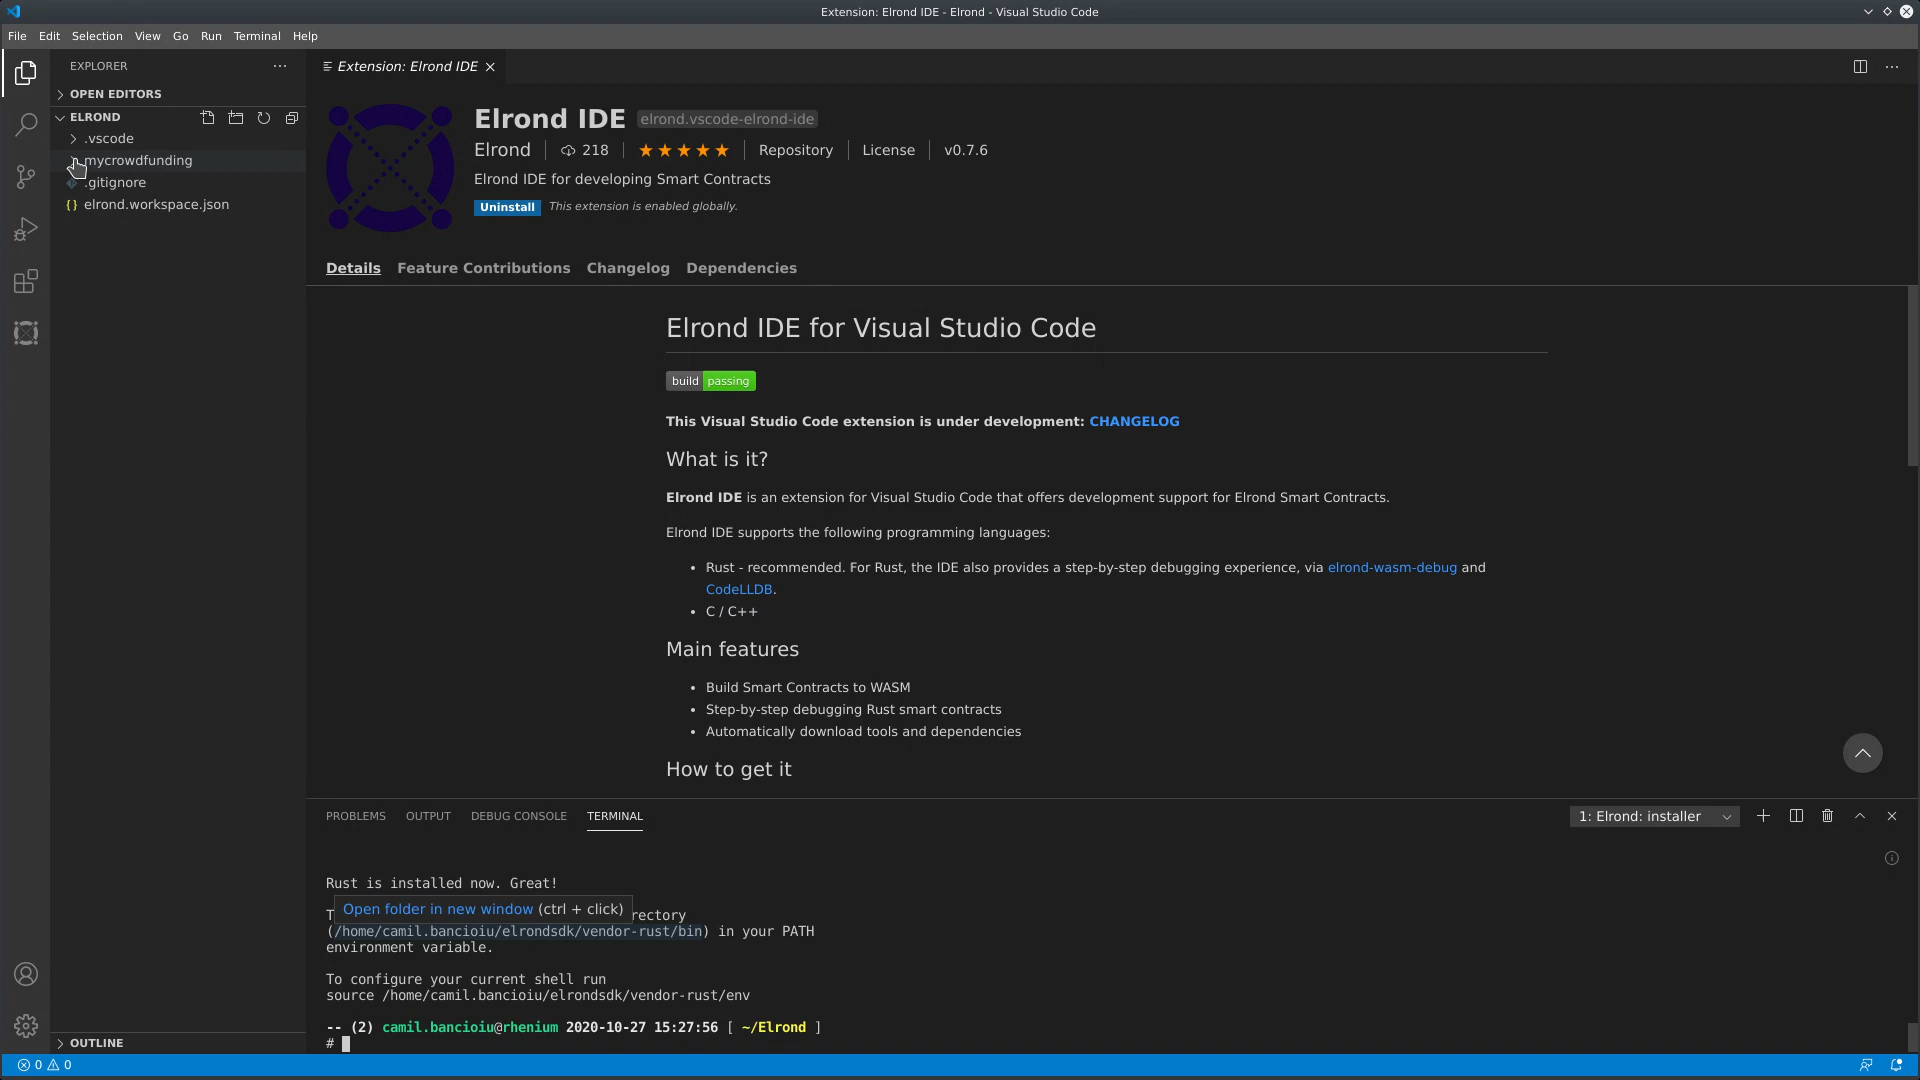 Extension: Elrond IDE - Elrond - Visual Studio Code
File Edit Selection View Go Run Terminal Help
EXPLORER
OPEN EDITORS
ELROND
.vscode
mycrowdfunding
.gitignore
{} elrond.workspace.json
OUTLINE
Extension: Elrond IDE
Elrond IDE elrond.vscode-elrond-ide
Elrond 218 Repository License v0.7.6
Elrond IDE for developing Smart Contracts
Uninstall This extension is enabled globally.
Details Feature Contributions Changelog Dependencies
Elrond IDE for Visual Studio Code
build passing
This Visual Studio Code extension is under development: CHANGELOG
What is it?
Elrond IDE is an extension for Visual Studio Code that offers development support for Elrond Smart Contracts.
Elrond IDE supports the following programming languages:
• Rust - recommended. For Rust, the IDE also provides a step-by-step debugging experience, via elrond-wasm-debug and
CodeLLDB.
• C / C++
Main features
• Build Smart Contracts to WASM
• Step-by-step debugging Rust smart contracts
• Automatically download tools and dependencies
How to get it
PROBLEMS OUTPUT DEBUG CONSOLE TERMINAL 1: Elrond: installer
Rust is installed now. Great!
Open folder in new window (ctrl + click)
T rectory
(/home/camil.bancioiu/elrondsdk/vendor-rust/bin) in your PATH
environment variable.
To configure your current shell run
source /home/camil.bancioiu/elrondsdk/vendor-rust/env
-- (2) camil.bancioiu@rhenium 2020-10-27 15:27:56 [ ~/Elrond ]
#
0 0